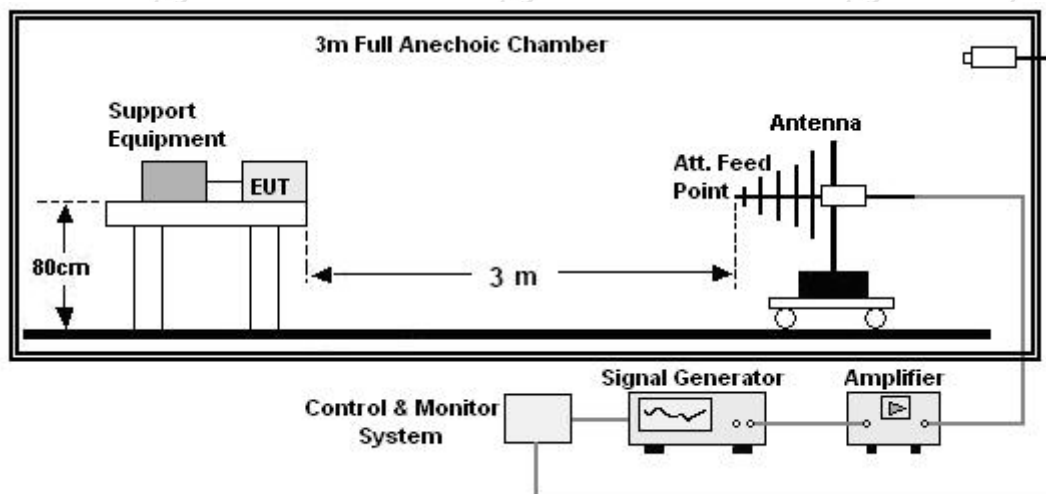 3m Full Anechoic Chamber
Support
Equipment
EUT
80cm
3 m
Antenna
Att. Feed
Point
Signal Generator
Amplifier
Control & Monitor
System